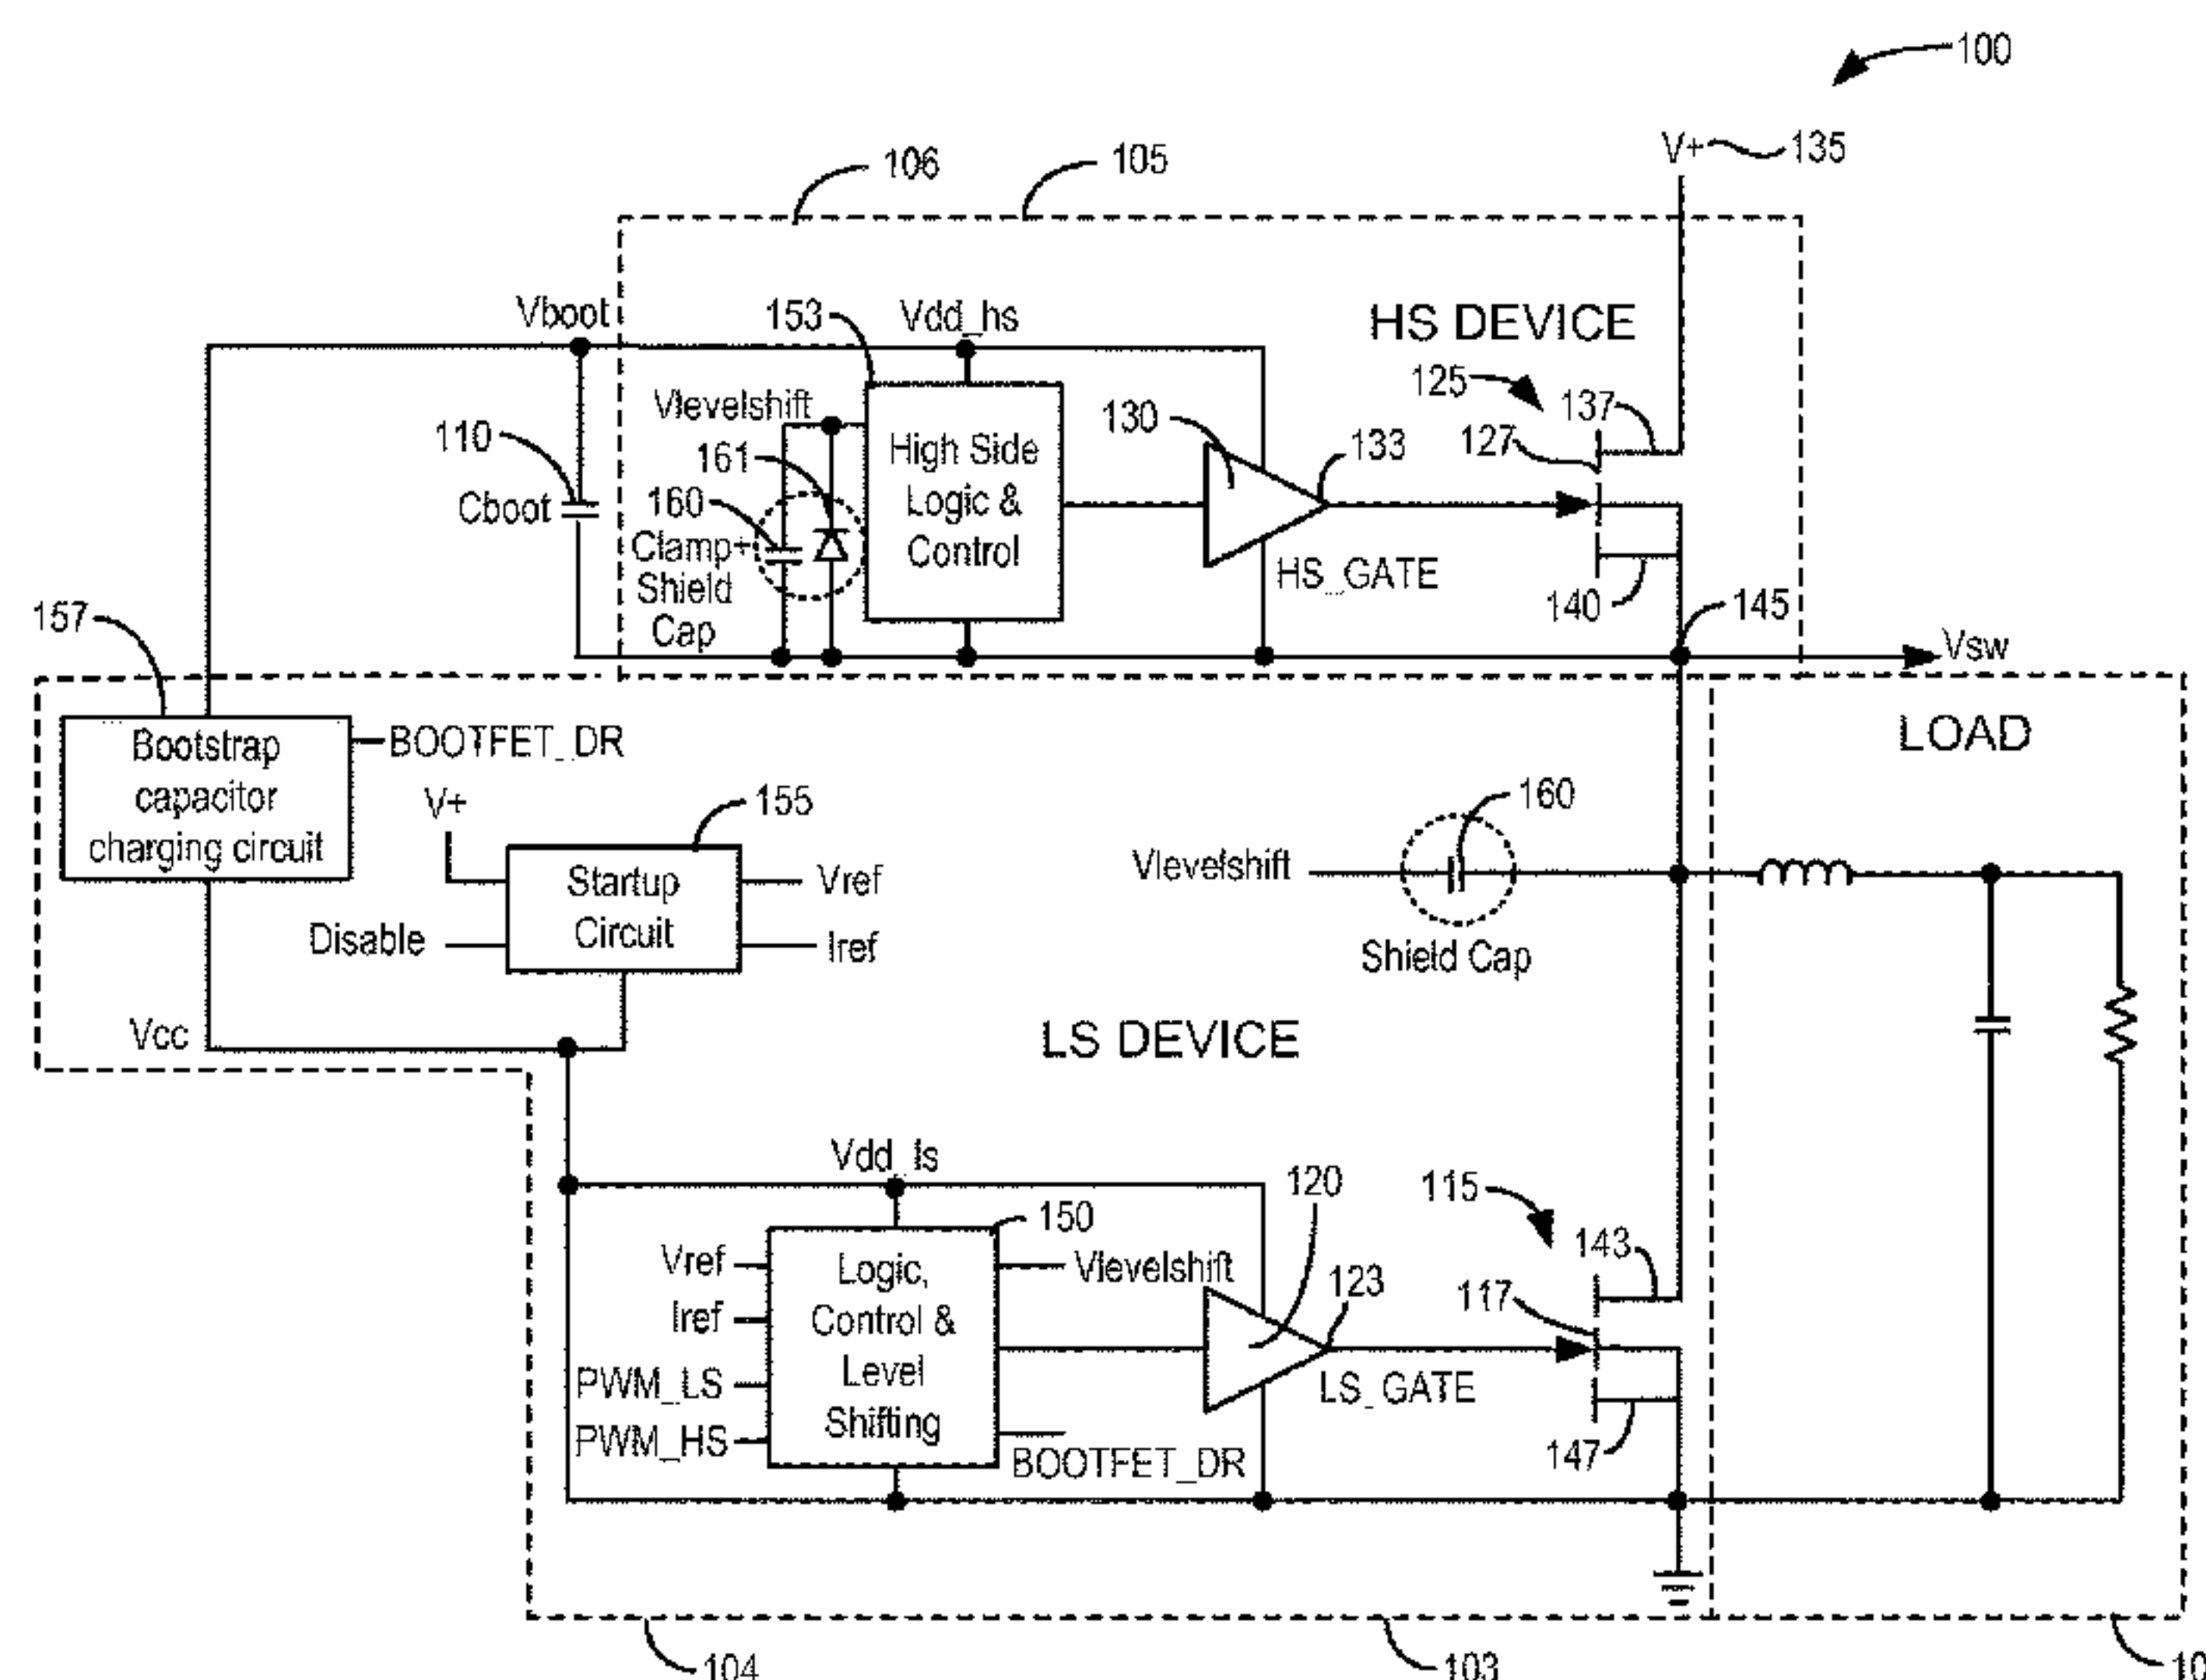 100
V+ 135
106 105
Vboot 153 Vdd_hs HS DEVICE
125 137
Vlevelshift 130 127 133
110 161
High Side
Logic &
Control
Cboot 160
Clamp+
Shield
Cap
HS_GATE
140 145
Vsw
157
Bootstrap
capacitor
charging circuit
BOOTFET_DR
LOAD
V+ 155
Startup
Circuit
Vref
Disable Iref
160
Vlevelshift
Shield Cap
Vcc
LS DEVICE
Vdd_ls
120 115
150
143
Vref
Iref
PWM_LS
PWM_HS
Logic,
Control &
Level
Shifting
Vlevelshift
BOOTFET_DR
123 117
LS_GATE
147
104 103